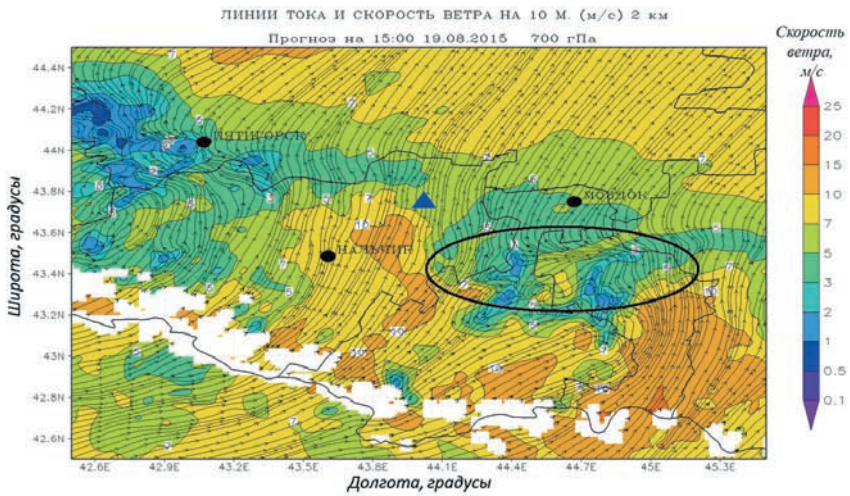 ЛИНИИ ТОКА И СКОРОСТЬ ВЕТРА НА 10 М. (м/с) 2 км
Прогноз на 15:00 19.08.2015 700 гПа
Скорость
ветра,
м/с
44.4N
44.2N
44N
43.8N
43.6N
43.4N
43.2N
43N
42.8N
42.6N
Широта, градусы
ПЯТИГОРСК
МОЗДОК
НАЛЬЧИК
25
20
15
10
7
5
3
2
1
0.5
0.1
42.6E
42.9E
43.2E
43.5E
43.8E
44.1E
44.4E
44.7E
45E
45.3E
Долгота, градусы